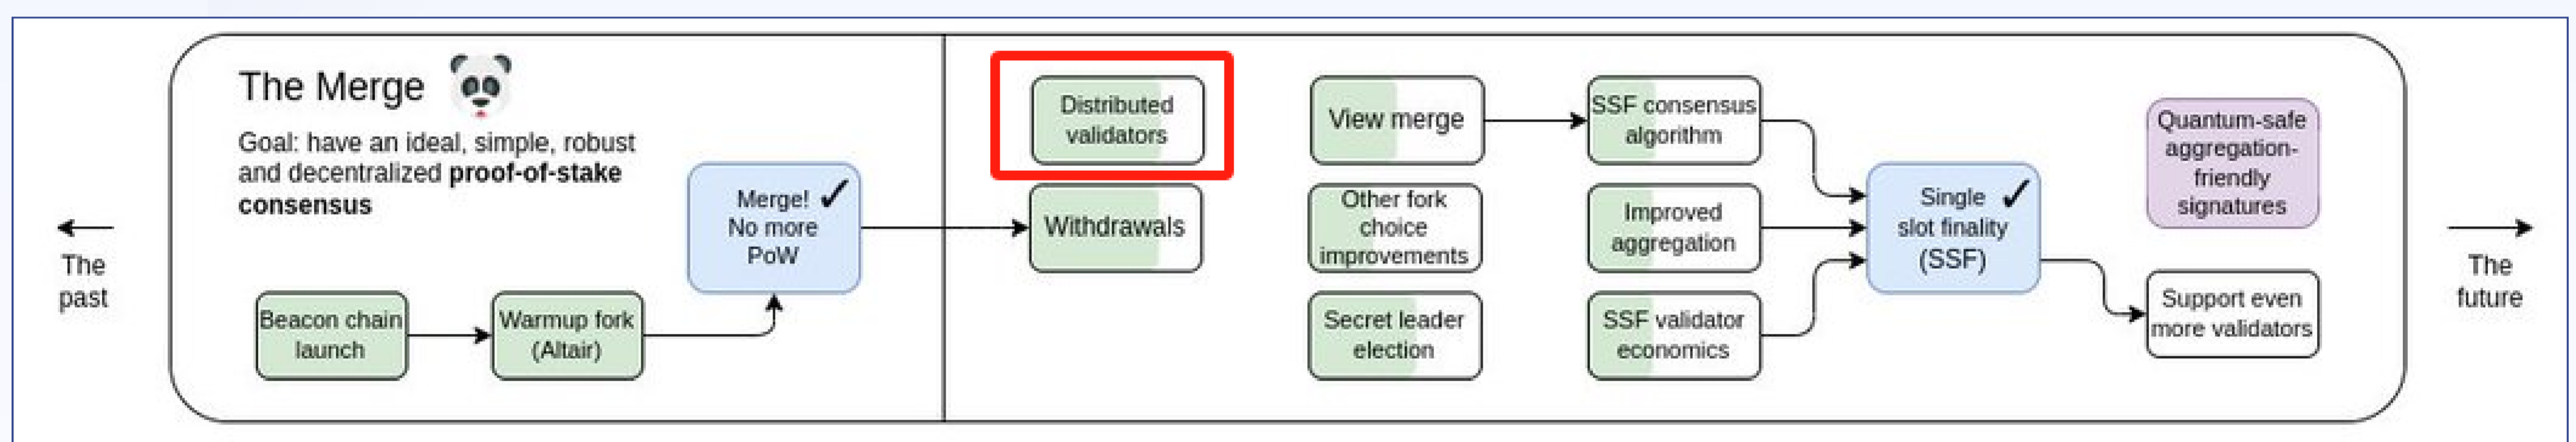 The Merge
Goal: have an ideal, simple, robust
and decentralized proof-of-stake
consensus
The
past
Beacon chain
launch
Warmup fork
(Altair)
Merge! ✓
No more
PoW
Distributed
validators
Withdrawals
View merge
Other fork
choice
improvements
Secret leader
election
SSF consensus
algorithm
Improved
aggregation
SSF validator
economics
Single ✓
slot finality
(SSF)
Quantum-safe
aggregation-
friendly
signatures
Support even
more validators
The
future